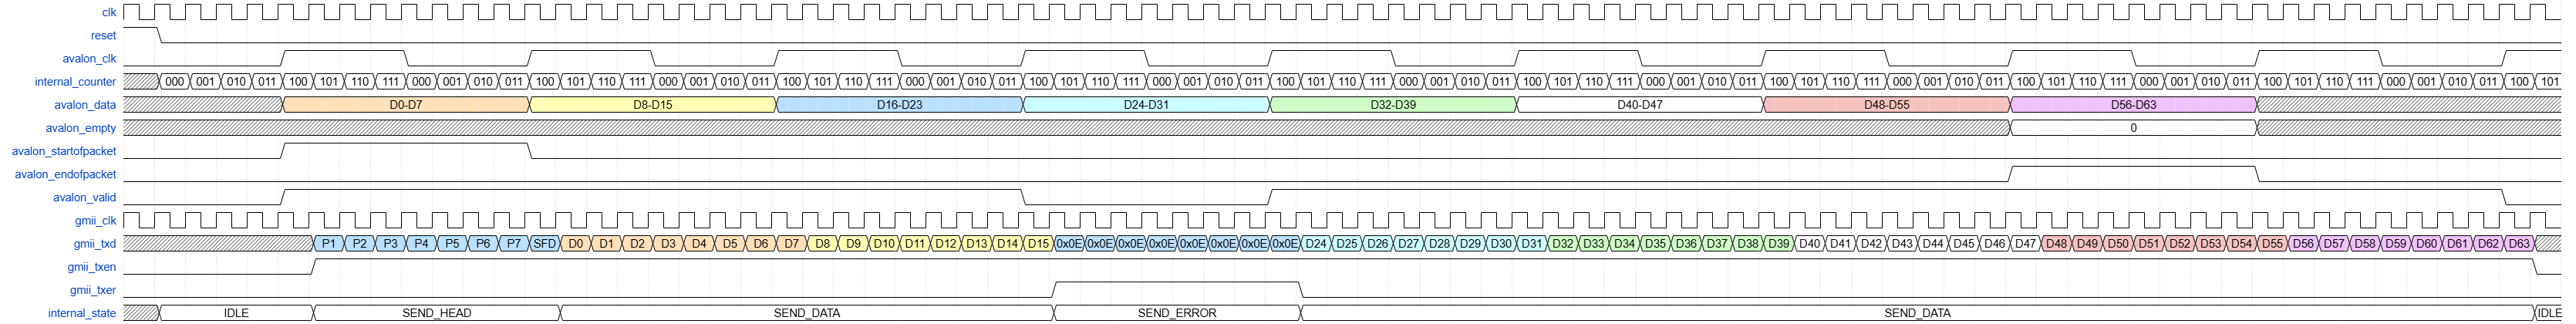 clk
reset
avalon_clk
internal_counter 000 001 010 011 100 101 110 111 000 001 010 011 100 101 110 111 000 001 010 011 100 101 110 111 000 001 010 011 100 101 110 111 000 001 010 011 100 101 110 111 000 001 010 011 100 101 110 111 000 001 010 011 100 101 110 111 000 001 010 011 100 101 110 111 000 001 010 011 100 101 110 111 000 001 010 011 100 101
avalon_data D0-D7 D8-D15 D16-D23 D24-D31 D32-D39 D40-D47 D48-D55 D56-D63
avalon_empty 0
avalon_startofpacket
avalon_endofpacket
avalon_valid
gmii_clk
gmii_txd P1 P2 P3 P4 P5 P6 P7 SFD D0 D1 D2 D3 D4 D5 D6 D7 D8 D9 D10 D11 D12 D13 D14 D15 0x0E 0x0E 0x0E 0x0E 0x0E 0x0E 0x0E 0x0E D24 D25 D26 D27 D28 D29 D30 D31 D32 D33 D34 D35 D36 D37 D38 D39 D40 D41 D42 D43 D44 D45 D46 D47 D48 D49 D50 D51 D52 D53 D54 D55 D56 D57 D58 D59 D60 D61 D62 D63
gmii_txen
gmii_txer
internal_state IDLE SEND_HEAD SEND_DATA SEND_ERROR SEND_DATA IDLE